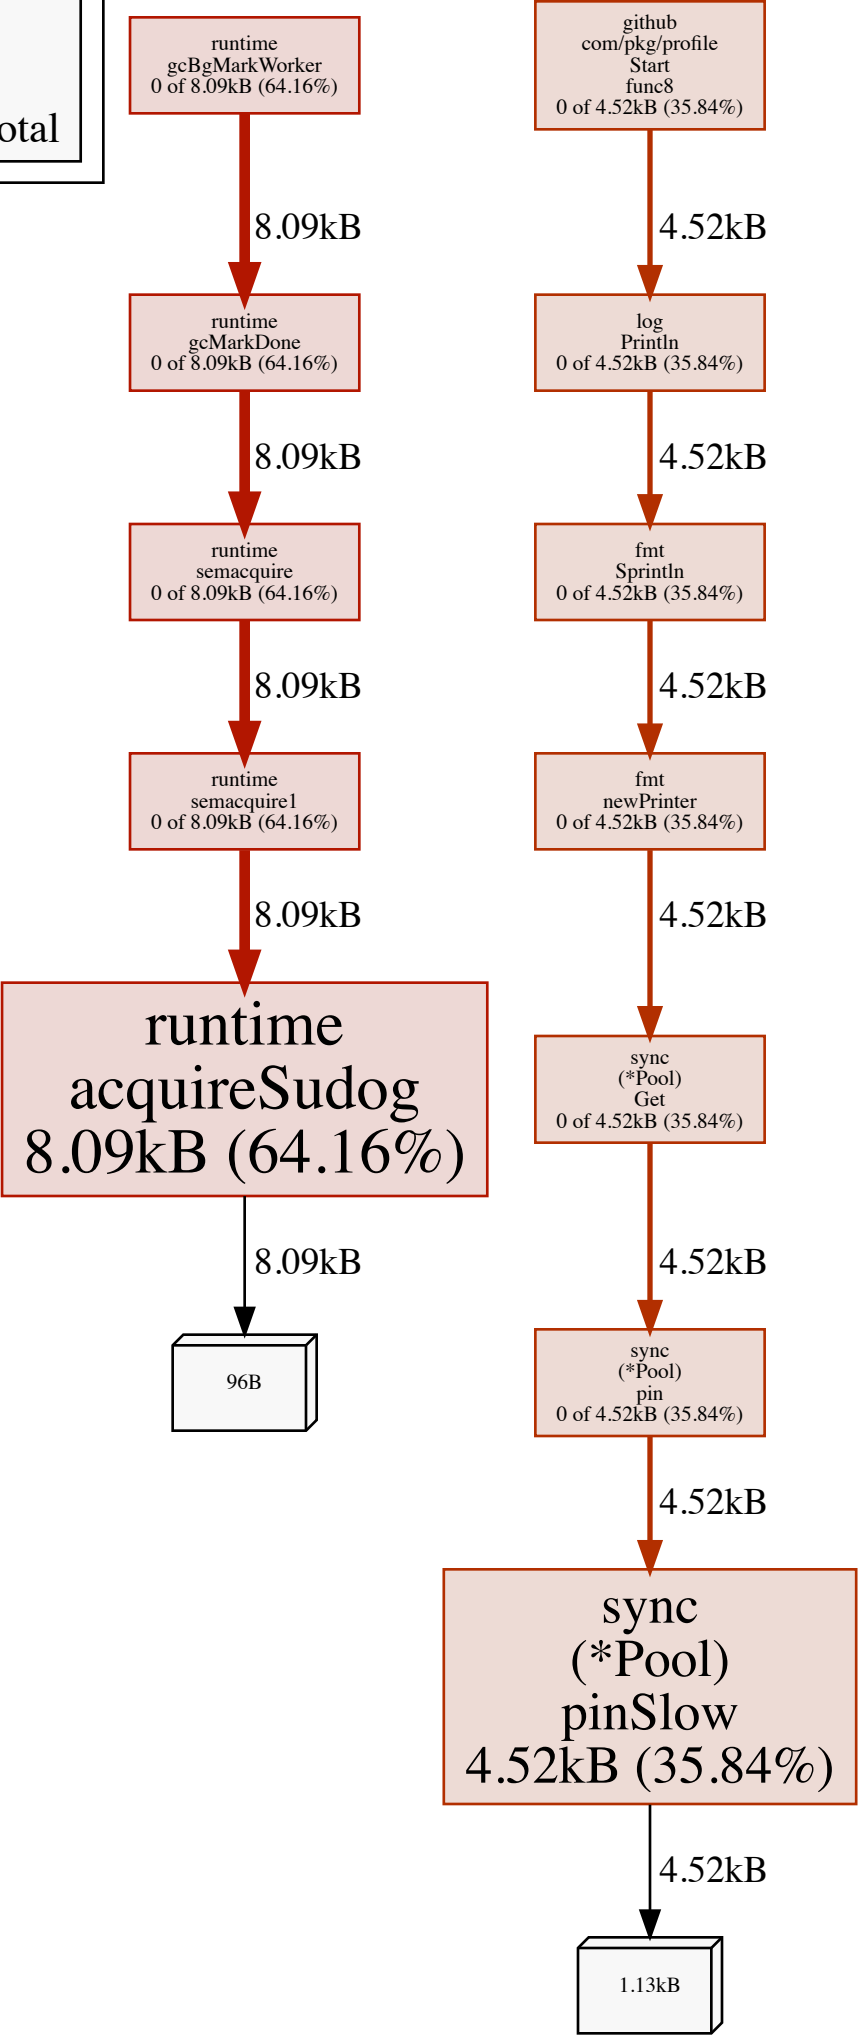 otal
runtime
gcBgMarkWorker
0 of 8.09kB (64.16%)
8.09kB
runtime
gcMarkDone
0 of 8.09kB (64.16%)
8.09kB
runtime
semacquire
0 of 8.09kB (64.16%)
8.09kB
runtime
semacquire1
0 of 8.09kB (64.16%)
8.09kB
runtime
acquireSudog
8.09kB (64.16%)
8.09kB
96B
github
com/pkg/profile
Start
func8
0 of 4.52kB (35.84%)
4.52kB
log
Println
0 of 4.52kB (35.84%)
4.52kB
fmt
Sprintln
0 of 4.52kB (35.84%)
4.52kB
fmt
newPrinter
0 of 4.52kB (35.84%)
4.52kB
sync
(*Pool)
Get
0 of 4.52kB (35.84%)
4.52kB
sync
(*Pool)
pin
0 of 4.52kB (35.84%)
4.52kB
sync
(*Pool)
pinSlow
4.52kB (35.84%)
4.52kB
1.13kB